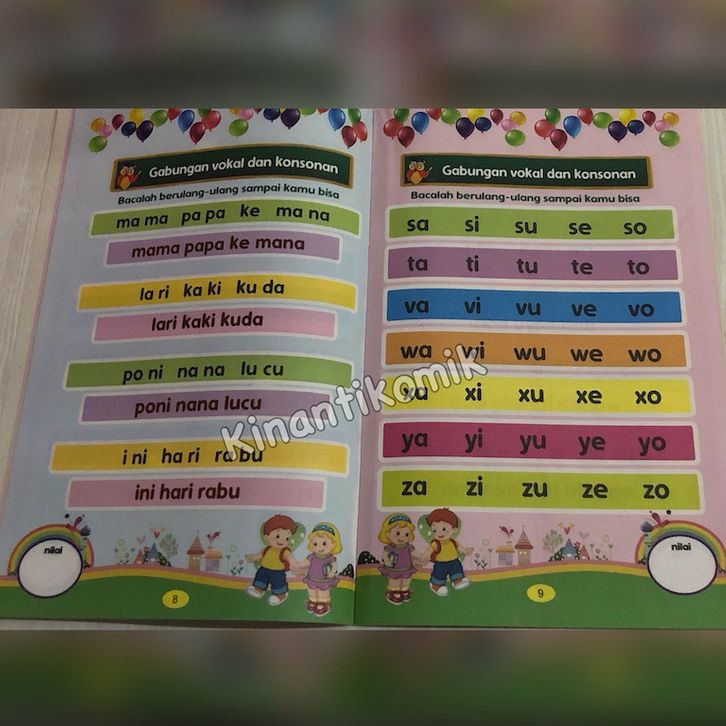 Gabungan vokal dan konsonan
Bacalah berulang-ulang sampai kamu bisa
ma ma pa pa ke ma na
mama papa ke mana
la ri ka ki ku da
lari kaki kuda
po ni na na lu cu
poni nana lucu
i ni ha ri ra bu
ini hari rabu
nilai
8
Gabungan vokal dan konsonan
Bacalah berulang-ulang sampai kamu bisa
sa si su se so
ta ti tu te to
va vi vu ve vo
wa wi wu we wo
xa xi xu xe xo
ya yi yu ye yo
za zi zu ze zo
nilai
9
Kinantikomik